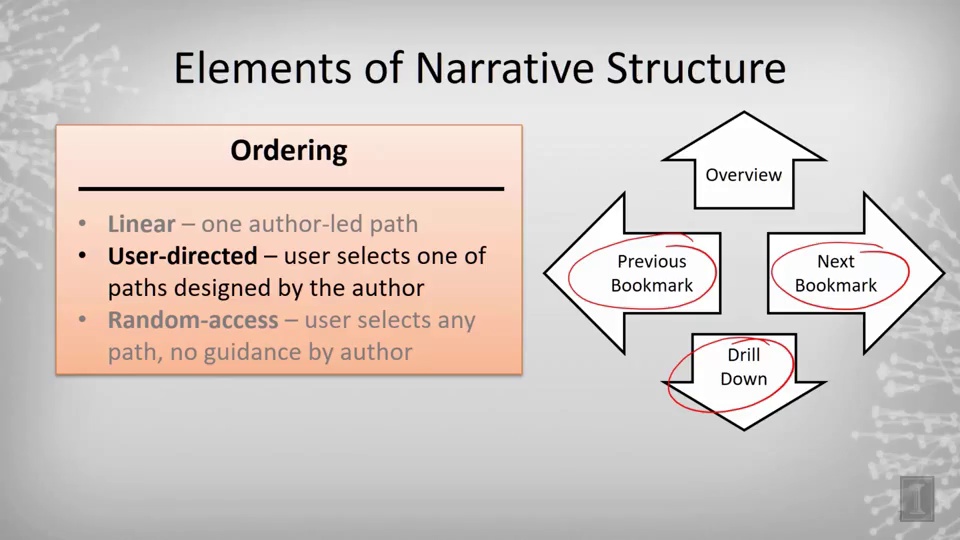 Elements of Narrative Structure
Ordering
• Linear – one author-led path
• User-directed – user selects one of
paths designed by the author
• Random-access – user selects any
path, no guidance by author
Overview
Previous
Bookmark
Next
Bookmark
Drill
Down
I